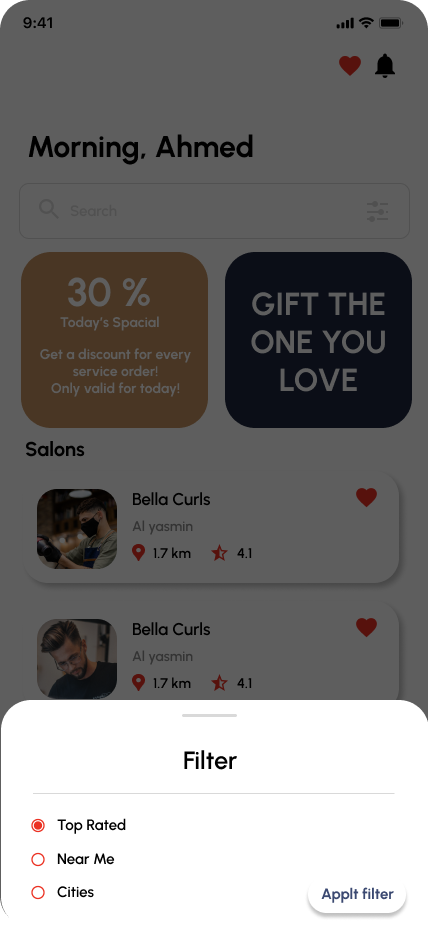 9:41
Morning, Ahmed
Search
30 %
Today's Spacial
Get a discount for every
service order!
Only valid for today!
GIFT THE
ONE YOU
LOVE
Salons
Bella Curls
Al yasmin
1.7 km 4.1
Bella Curls
Al yasmin
1.7 km 4.1
Filter
Top Rated
Near Me
Cities
Applt filter